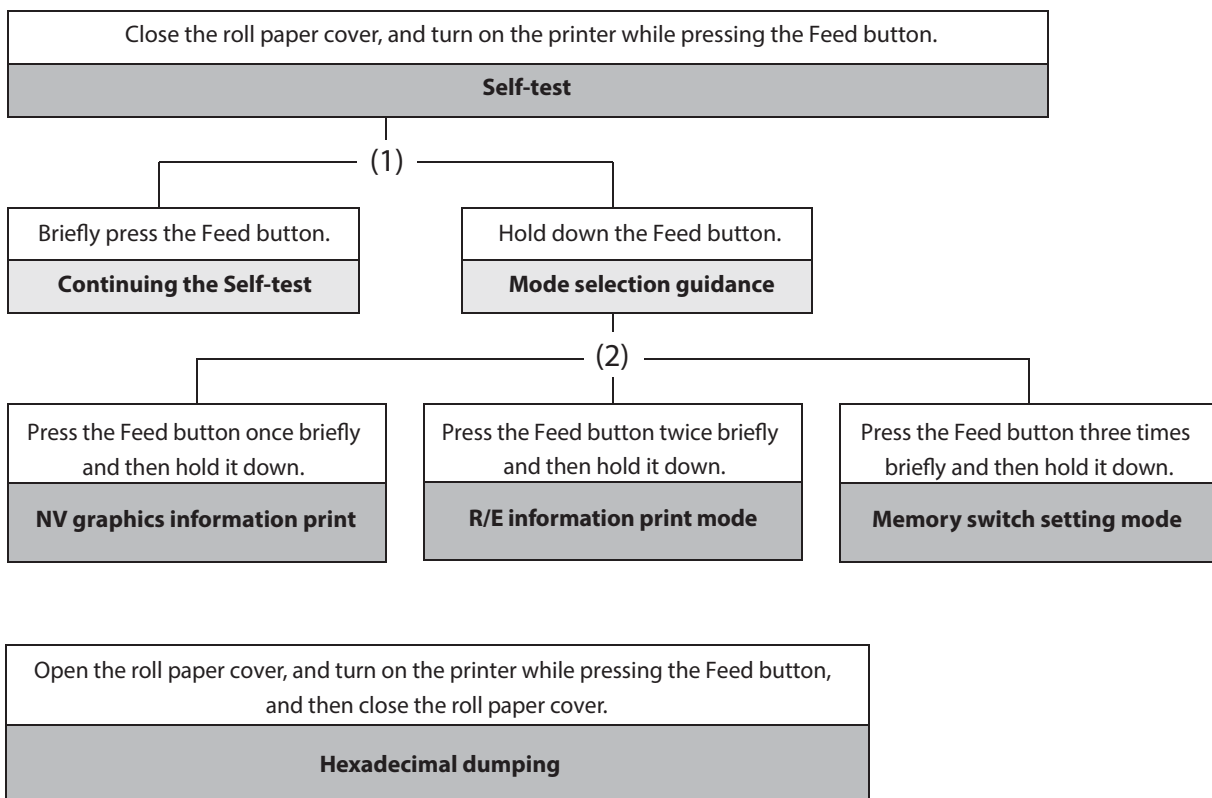 Close the roll paper cover, and turn on the printer while pressing the Feed button.
Self-test
(1)
Briefly press the Feed button.
Continuing the Self-test
Hold down the Feed button.
Mode selection guidance
(2)
Press the Feed button once briefly
and then hold it down.
NV graphics information print
Press the Feed button twice briefly
and then hold it down.
R/E information print mode
Press the Feed button three times
briefly and then hold it down.
Memory switch setting mode
Open the roll paper cover, and turn on the printer while pressing the Feed button,
and then close the roll paper cover.
Hexadecimal dumping